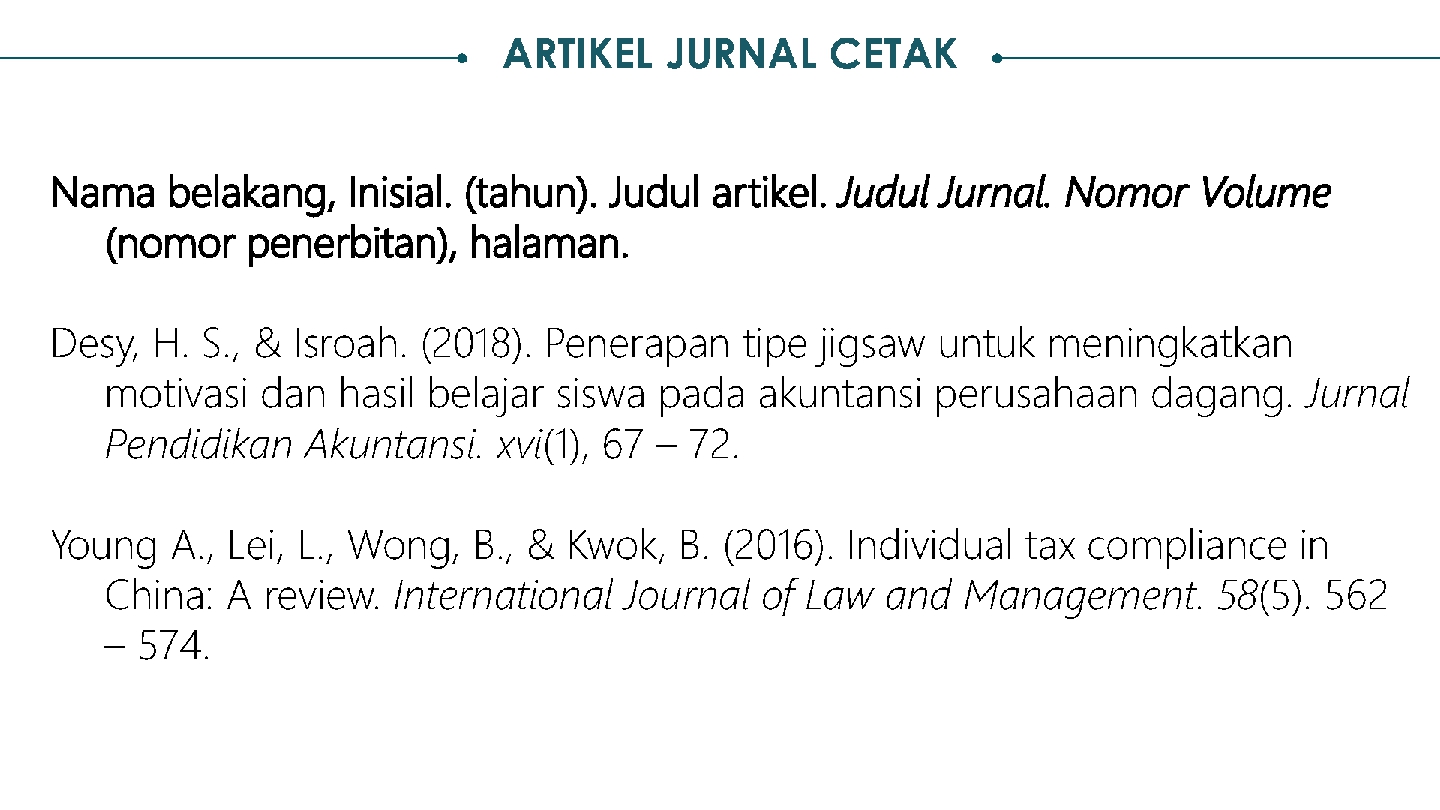 ARTIKEL JURNAL CETAK
Nama belakang, Inisial. (tahun). Judul artikel. Judul Jurnal. Nomor Volume
(nomor penerbitan), halaman.
Desy, H. S., & Isroah. (2018). Penerapan tipe jigsaw untuk meningkatkan
motivasi dan hasil belajar siswa pada akuntansi perusahaan dagang. Jurnal
Pendidikan Akuntansi. xvi(1), 67 – 72.
Young A., Lei, L., Wong, B., & Kwok, B. (2016). Individual tax compliance in
China: A review. International Journal of Law and Management. 58(5). 562
– 574.